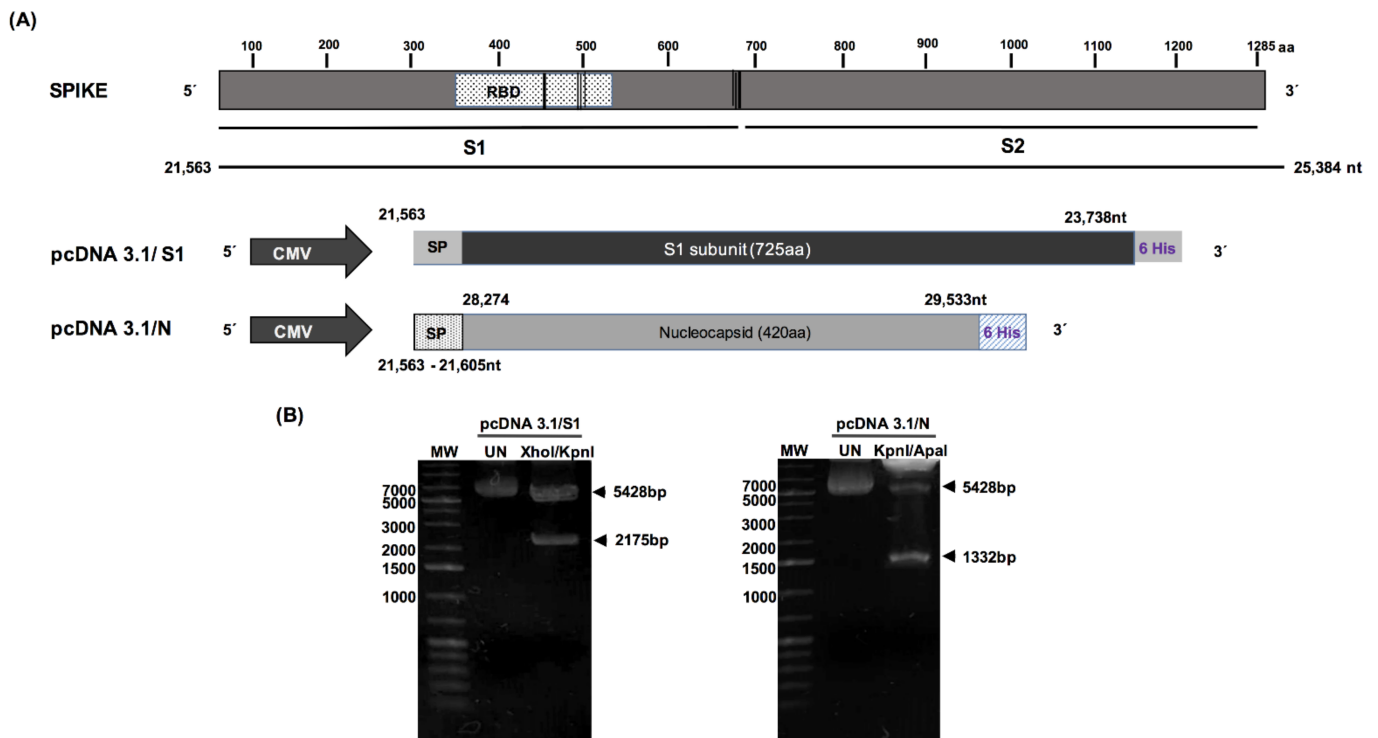 (A)
100 200 300 400 500 600 700 800 900 1000 1100 1200 1285 aa
SPIKE 5´ RBD 3´
S1 S2
21,563 25,384 nt
21,563 23,738nt
pcDNA 3.1/ S1 5´ CMV SP S1 subunit (725aa) 6 His 3´
28,274 29,533nt
pcDNA 3.1/N 5´ CMV SP Nucleocapsid (420aa) 6 His 3´
21,563 - 21,605nt
(B)
pcDNA 3.1/S1
MW UN XhoI/KpnI
7000
5000
3000
2000
1500
1000
5428bp
2175bp
pcDNA 3.1/N
MW UN KpnI/ApaI
7000
5000
3000
2000
1500
1000
5428bp
1332bp